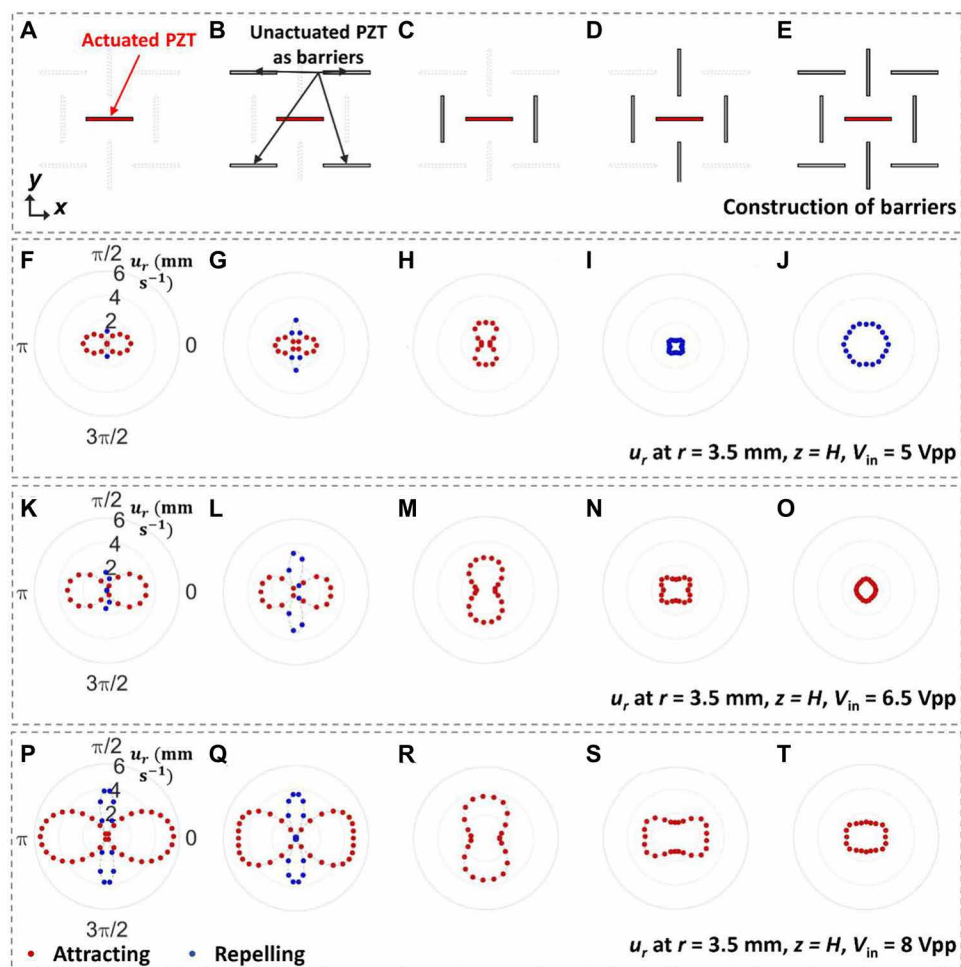 A B C D E
Actuated PZT
Unactuated PZT
as barriers
y
x
Construction of barriers
F G H I J
π/2
u_r (mm
s⁻¹)
6
4
2
π
0
3π/2
u_r at r = 3.5 mm, z = H, V_in = 5 Vpp
K L M N O
π/2
u_r (mm
s⁻¹)
6
4
2
π
0
3π/2
u_r at r = 3.5 mm, z = H, V_in = 6.5 Vpp
P Q R S T
π/2
u_r (mm
s⁻¹)
6
4
2
π
0
3π/2
Attracting Repelling
u_r at r = 3.5 mm, z = H, V_in = 8 Vpp